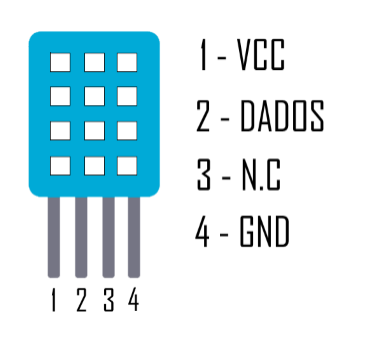 1 - VCC
2 - DADOS
3 - N.C
4 - GND
1 2 3 4